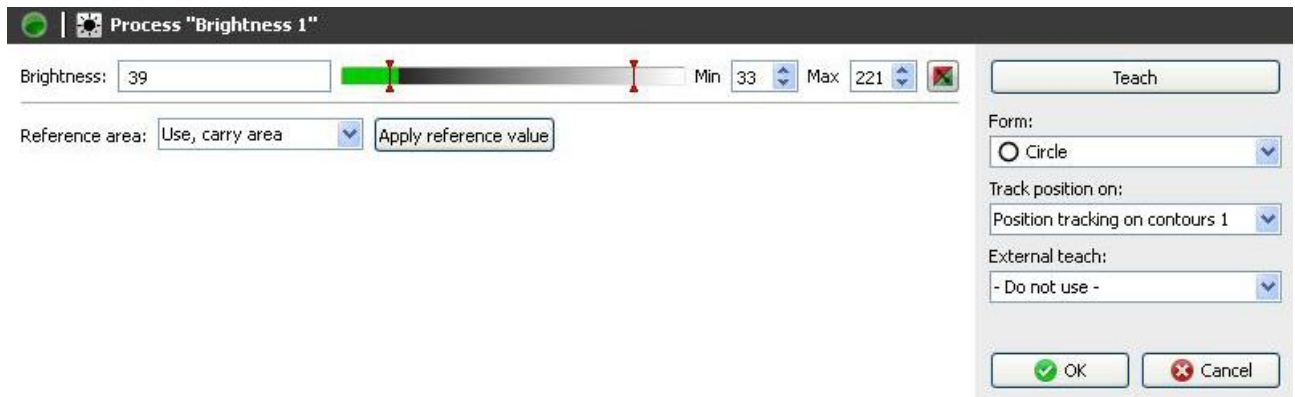 Process "Brightness 1"
Brightness: 39 Min 33 Max 221
Reference area: Use, carry area Apply reference value
Teach
Form:
Circle
Track position on:
Position tracking on contours 1
External teach:
- Do not use -
OK Cancel